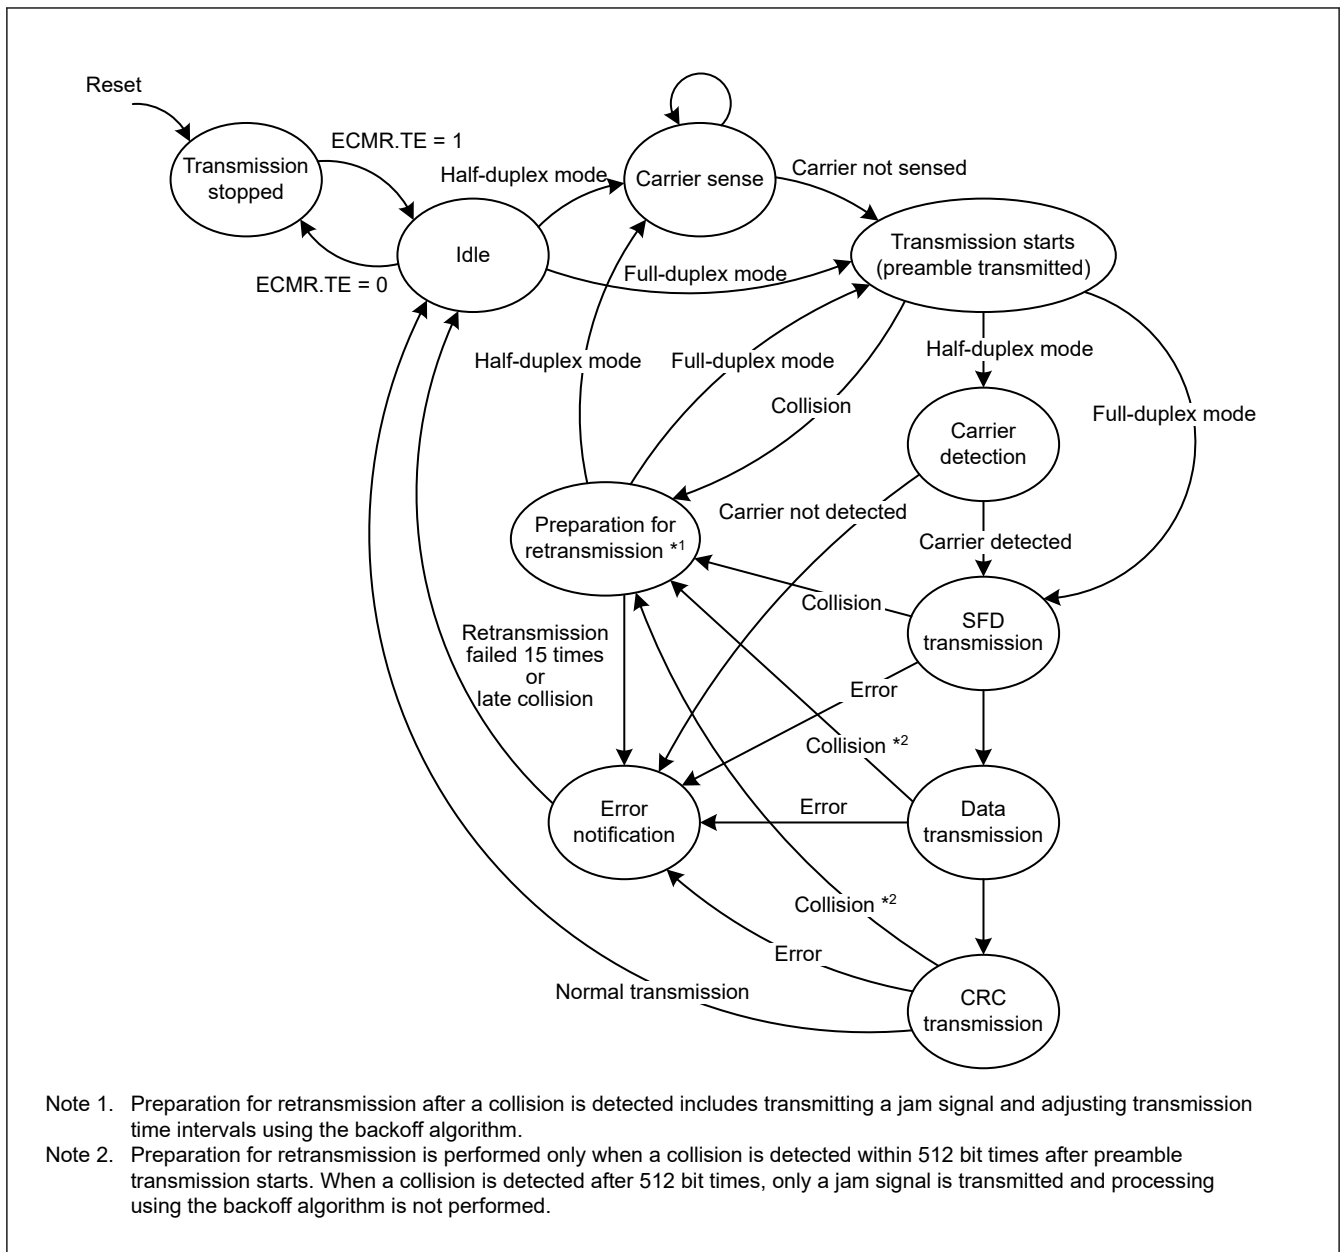 Reset
ECMR.TE = 1
Transmission
stopped
Half-duplex mode
Carrier sense
Carrier not sensed
Idle
ECMR.TE = 0
Full-duplex mode
Transmission starts
(preamble transmitted)
Half-duplex mode
Full-duplex mode
Half-duplex mode
Collision
Full-duplex mode
Carrier
detection
Carrier not detected
Preparation for
retransmission *1
Carrier detected
Collision
SFD
transmission
Retransmission
failed 15 times
or
late collision
Error
Collision *2
Error
notification
Error
Data
transmission
Collision *2
Error
Normal transmission
CRC
transmission
Note 1. Preparation for retransmission after a collision is detected includes transmitting a jam signal and adjusting transmission
time intervals using the backoff algorithm.
Note 2. Preparation for retransmission is performed only when a collision is detected within 512 bit times after preamble
transmission starts. When a collision is detected after 512 bit times, only a jam signal is transmitted and processing
using the backoff algorithm is not performed.